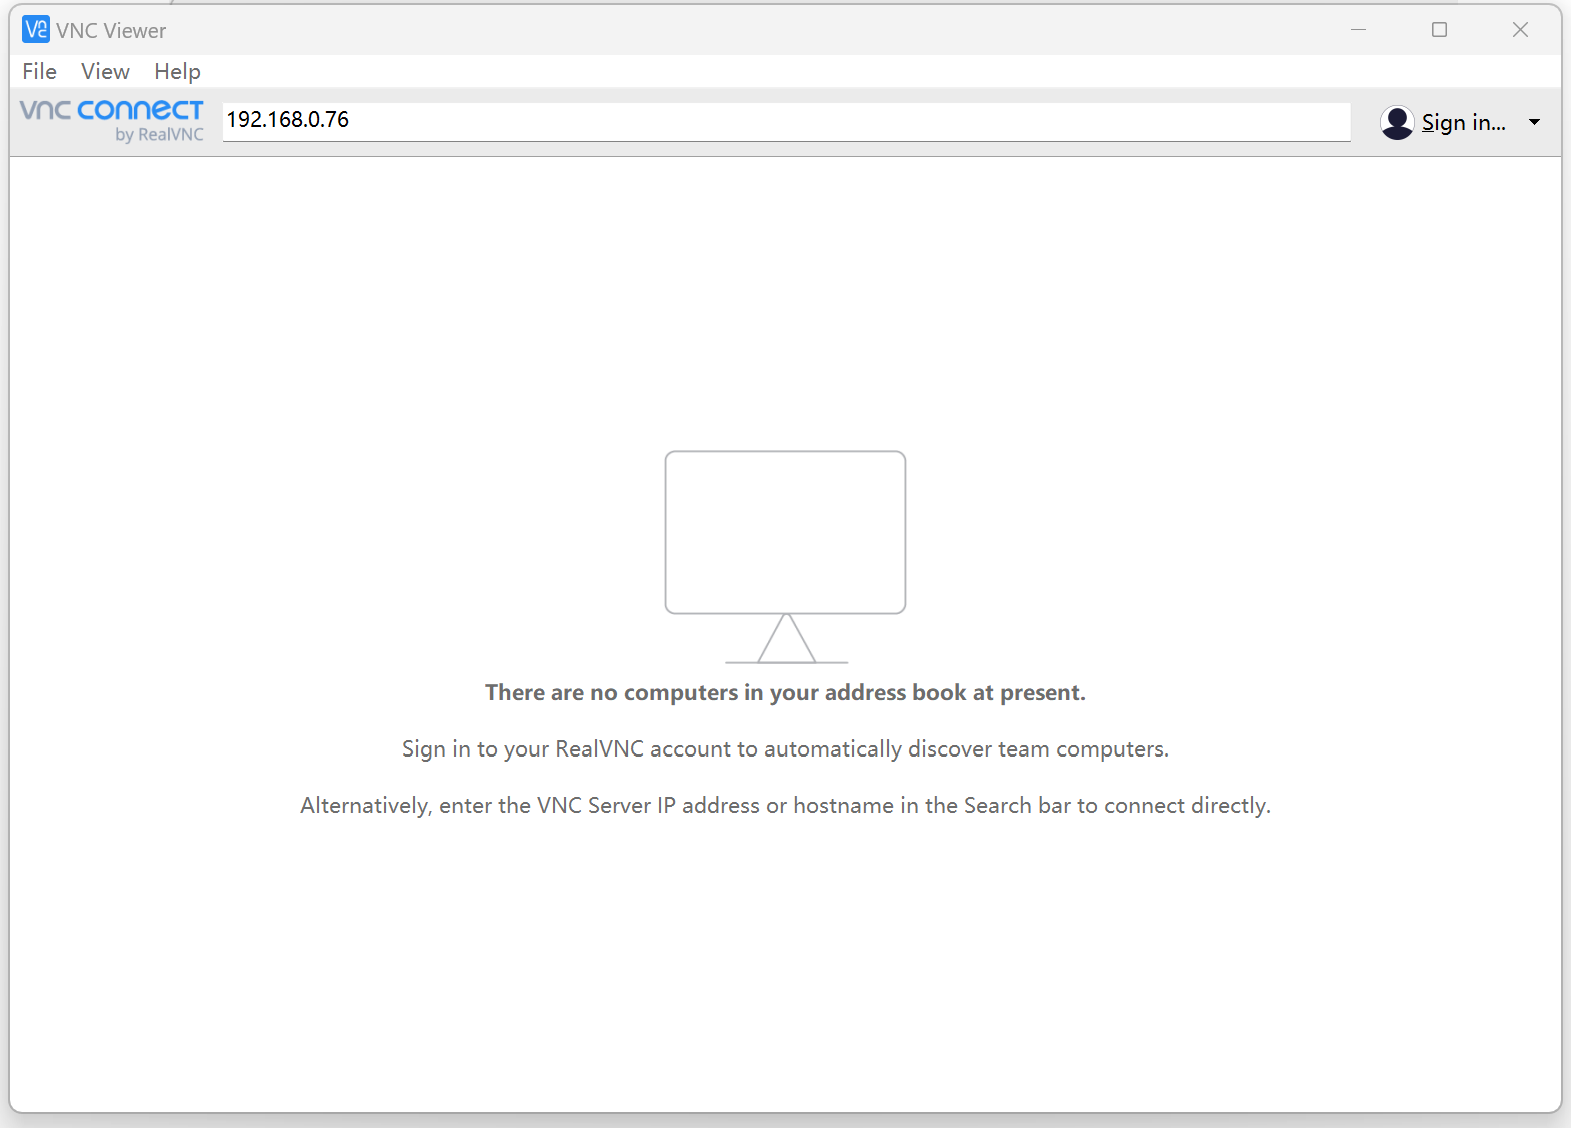 VNC Viewer
File View Help
vnc connect
by RealVNC
192.168.0.76
Sign in...
There are no computers in your address book at present.
Sign in to your RealVNC account to automatically discover team computers.
Alternatively, enter the VNC Server IP address or hostname in the Search bar to connect directly.